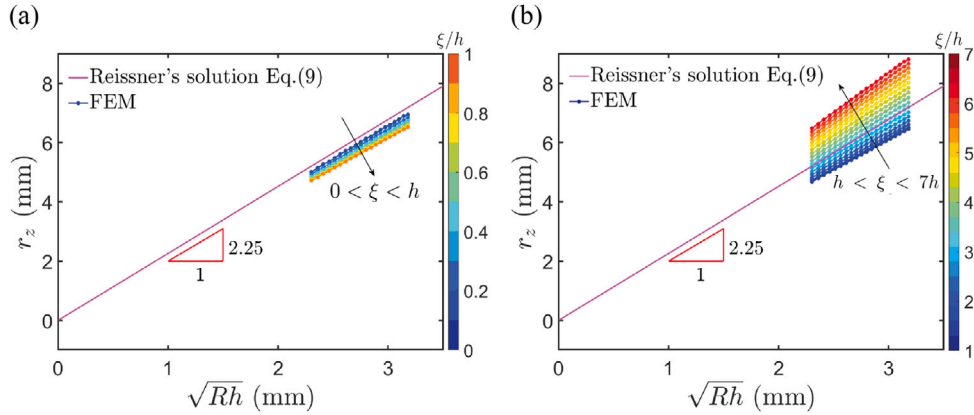 (a)
ξ/h
Reissner's solution Eq.(9)
FEM
0 < ξ < h
2.25
1
r_z (mm)
8
6
4
2
0
0
1
2
3
√Rh (mm)
1
0.8
0.6
0.4
0.2
0
(b)
ξ/h
Reissner's solution Eq.(9)
FEM
h < ξ < 7h
2.25
1
r_z (mm)
8
6
4
2
0
0
1
2
3
√Rh (mm)
7
6
5
4
3
2
1